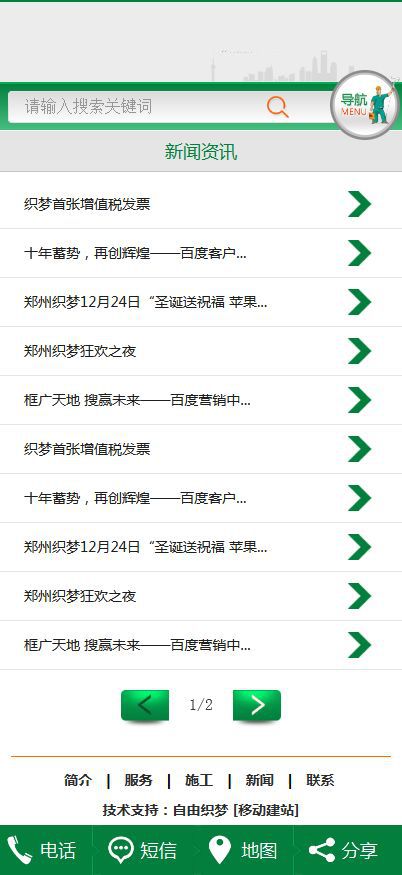 请输入搜索关键词
导航
MENU
新闻资讯
织梦首张增值税发票
十年蓄势，再创辉煌——百度客户...
郑州织梦12月24日“圣诞送祝福 苹果...
郑州织梦狂欢之夜
框广天地 搜赢未来——百度营销中...
织梦首张增值税发票
十年蓄势，再创辉煌——百度客户...
郑州织梦12月24日“圣诞送祝福 苹果...
郑州织梦狂欢之夜
框广天地 搜赢未来——百度营销中...
1/2
简介 | 服务 | 施工 | 新闻 | 联系
技术支持：自由织梦 [移动建站]
电话 短信 地图 分享